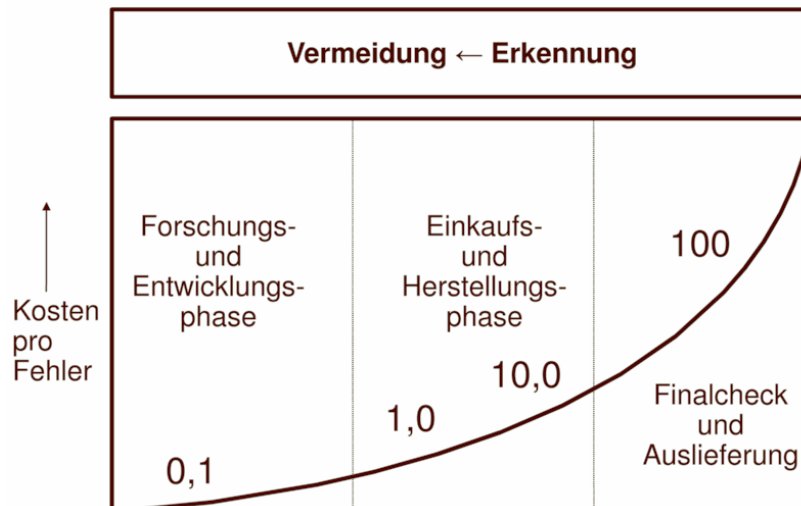 Vermeidung ← Erkennung
Forschungs-
und
Entwicklungs-
phase
Einkaufs-
und
Herstellungs-
phase
100
Kosten
pro
Fehler
10,0
1,0
0,1
Finalcheck
und
Auslieferung